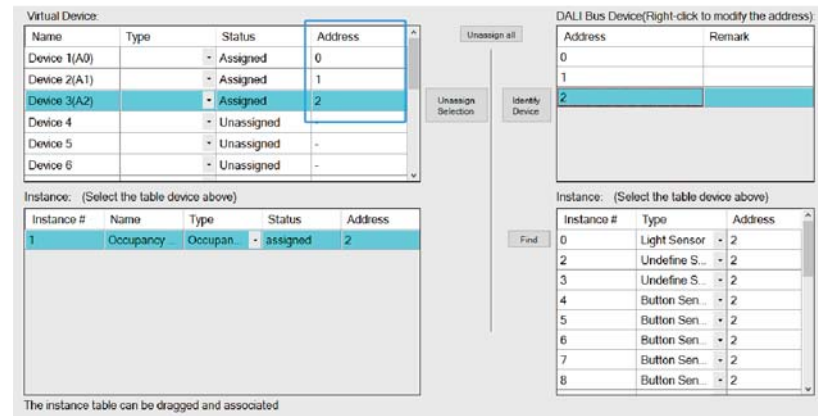 Virtual Device:
Name Type Status Address
Device 1(A0) Assigned 0
Device 2(A1) Assigned 1
Device 3(A2) Assigned 2
Device 4 Unassigned -
Device 5 Unassigned -
Device 6 Unassigned -
Unassign all
Unassign Selection
Identify Device
DALI Bus Device(Right-click to modify the address):
Address Remark
0
1
2
Instance: (Select the table device above)
Instance # Name Type Status Address
1 Occupancy ... Occupan... assigned 2
Find
Instance: (Select the table device above)
Instance # Type Address
0 Light Sensor 2
2 Undefine S... 2
3 Undefine S... 2
4 Button Sen... 2
5 Button Sen... 2
6 Button Sen... 2
7 Button Sen... 2
8 Button Sen... 2
The instance table can be dragged and associated